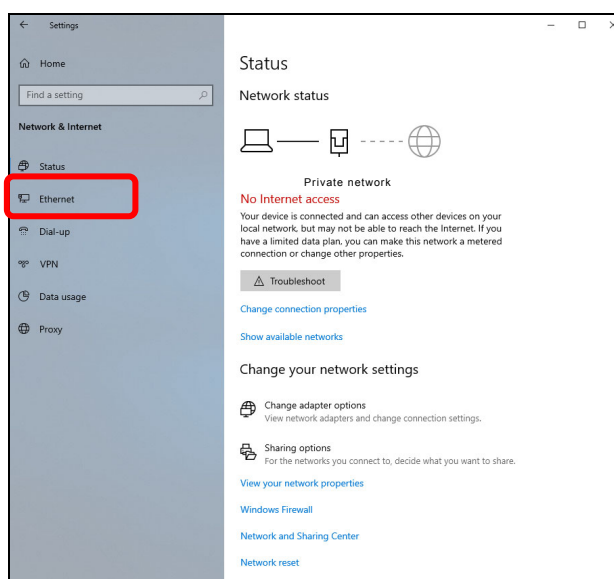 Settings
Home
Find a setting
Network & Internet
Status
Ethernet
Dial-up
VPN
Data usage
Proxy
Status
Network status
Private network
No Internet access
Your device is connected and can access other devices on your
local network, but may not be able to reach the Internet. If you
have a limited data plan, you can make this network a metered
connection or change other properties.
Troubleshoot
Change connection properties
Show available networks
Change your network settings
Change adapter options
View network adapters and change connection settings.
Sharing options
For the networks you connect to, decide what you want to share.
View your network properties
Windows Firewall
Network and Sharing Center
Network reset